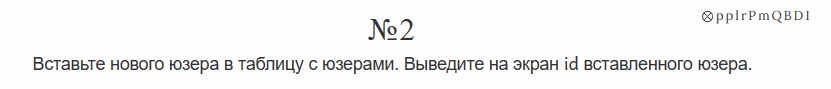 ⊗pplrPmQBDI
№2
Вставьте нового юзера в таблицу с юзерами. Выведите на экран id вставленного юзера.